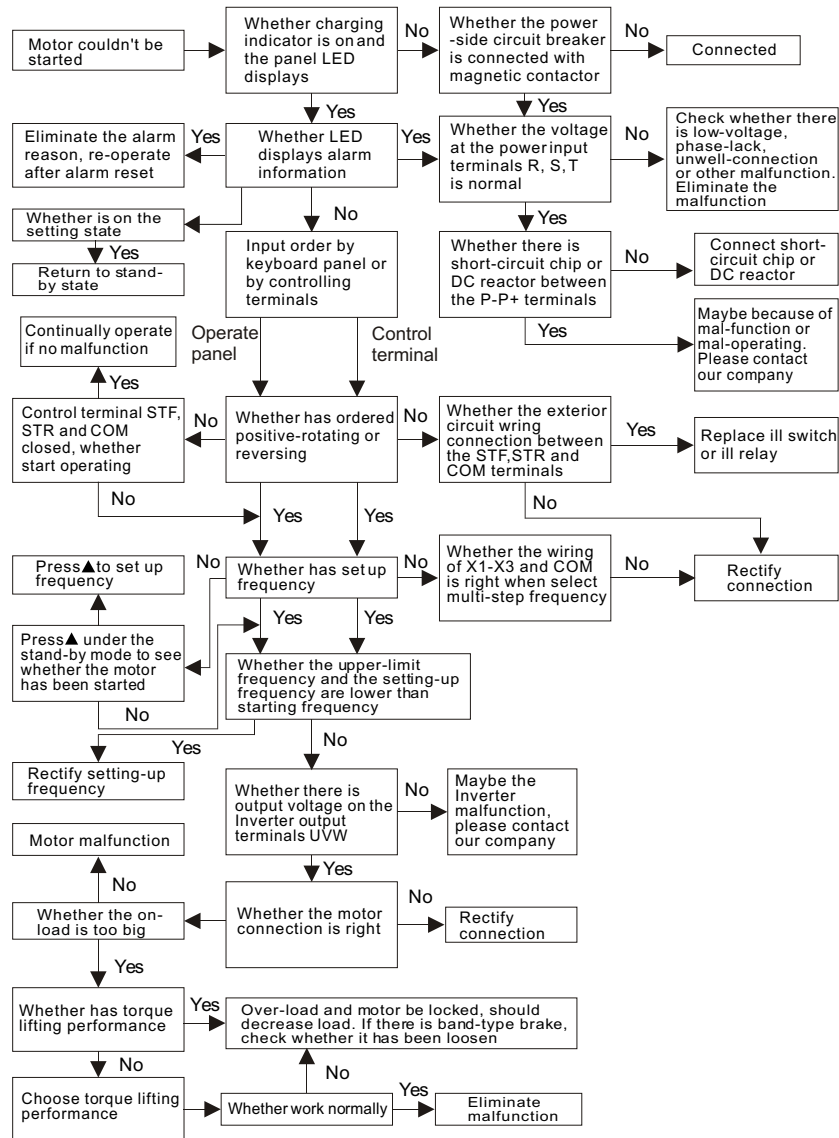 Motor couldn't be
started
Whether charging
indicator is on and
the panel LED
displays
No
Whether the power
-side circuit breaker
is connected with
magnetic contactor
No
Connected
Yes
Yes
Eliminate the alarm
reason, re-operate
after alarm reset
Yes
Whether LED
displays alarm
information
Yes
Whether the voltage
at the power input
terminals R, S, T
is normal
No
Check whether there
is low-voltage,
phase-lack,
unwell-connection
or other malfunction.
Eliminate the
malfunction
Whether is on the
setting state
Yes
Return to stand-
by state
No
Yes
Input order by
keyboard panel or
by controlling
terminals
Whether there is
short-circuit chip or
DC reactor between
the P-P+ terminals
No
Connect short-
circuit chip or
DC reactor
Yes
Maybe because of
mal-function or
mal-operating.
Please contact
our company
Continually operate
if no malfunction
Operate
panel
Control
terminal
Yes
Control terminal STF,
STR and COM
closed, whether
start operating
No
Whether has ordered
positive-rotating or
reversing
No
Whether the exterior
circuit wring
connection between
the STF,STR and
COM terminals
Yes
Replace ill switch
or ill relay
No
Yes
Yes
No
Press▲to set up
frequency
No
Whether has set up
frequency
No
Whether the wiring
of X1-X3 and COM
is right when select
multi-step frequency
No
Rectify
connection
Press▲ under the
stand-by mode to see
whether the motor
has been started
Yes
Yes
No
Whether the upper-limit
frequency and the setting-up
frequency are lower than
starting frequency
Yes
No
Rectify setting-up
frequency
Whether there is
output voltage on the
Inverter output
terminals UVW
No
Maybe the
Inverter
malfunction,
please contact
our company
Motor malfunction
Yes
No
Whether the on-
load is too big
Whether the motor
connection is right
No
Rectify
connection
Yes
Whether has torque
lifting performance
Yes
Over-load and motor be locked, should
decrease load. If there is band-type brake,
check whether it has been loosen
No
No
Choose torque lifting
performance
Whether work normally
Yes
Eliminate
malfunction